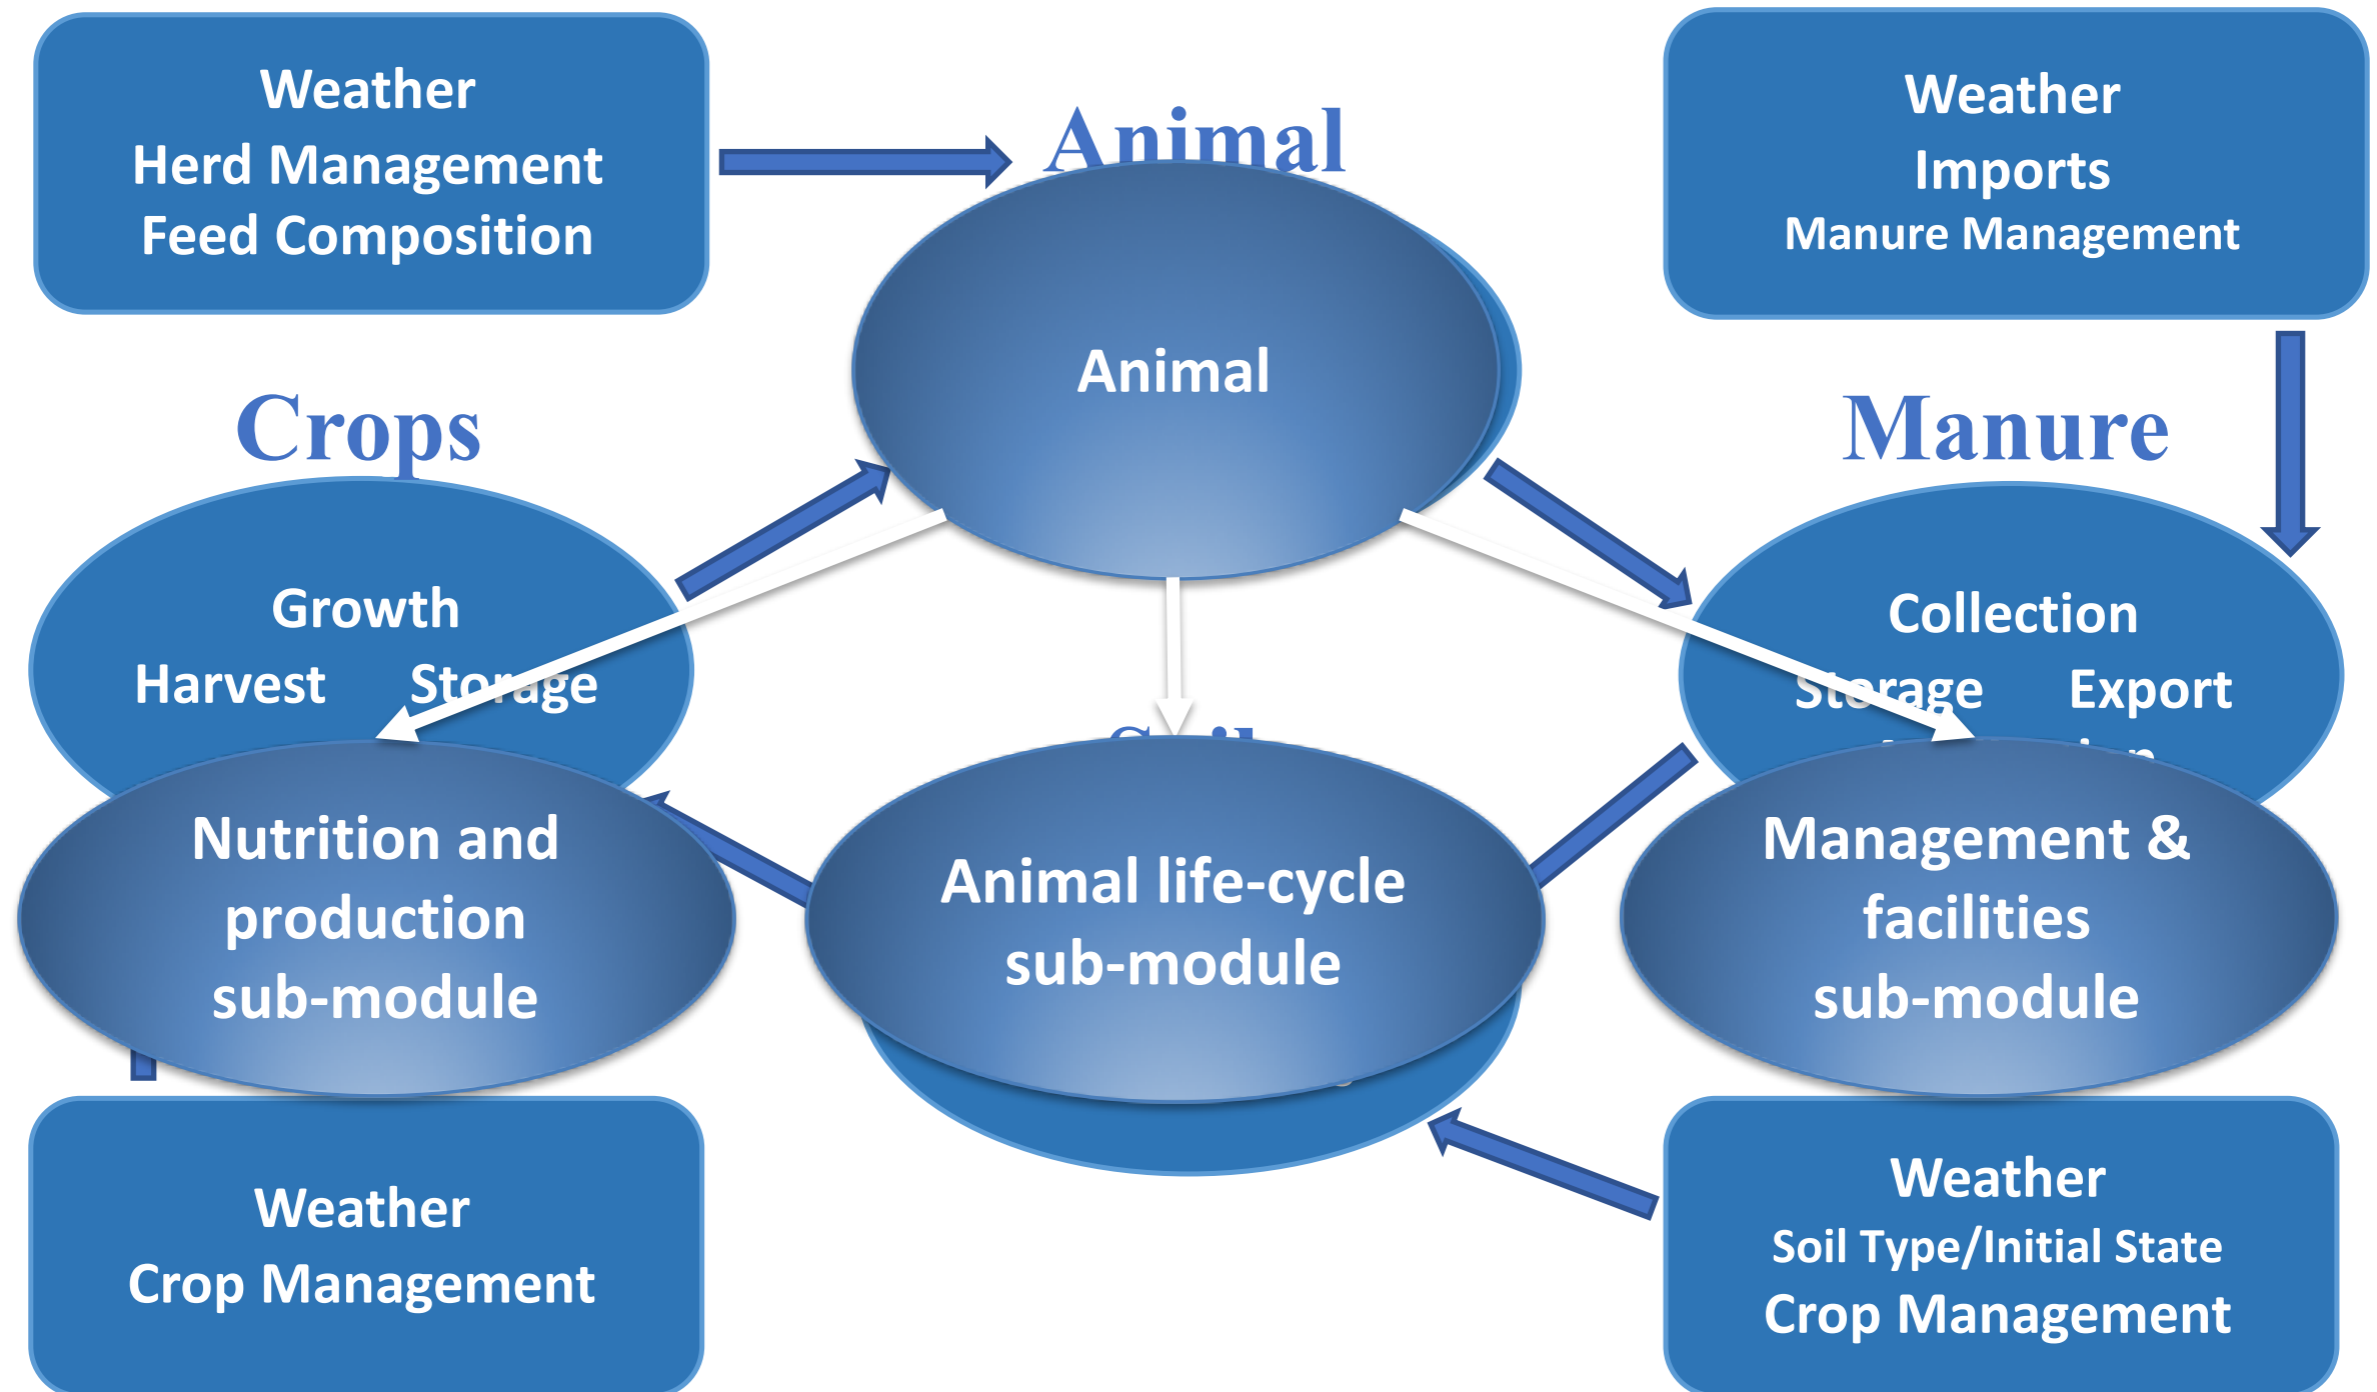 Weather
Herd Management
Feed Composition
Animal
Weather
Imports
Manure Management
Animal
Crops
Manure
Growth
Harvest Storage
Collection
Storage Export
Nutrition and
production
sub-module
Animal life-cycle
sub-module
Management &
facilities
sub-module
Weather
Crop Management
Weather
Soil Type/Initial State
Crop Management